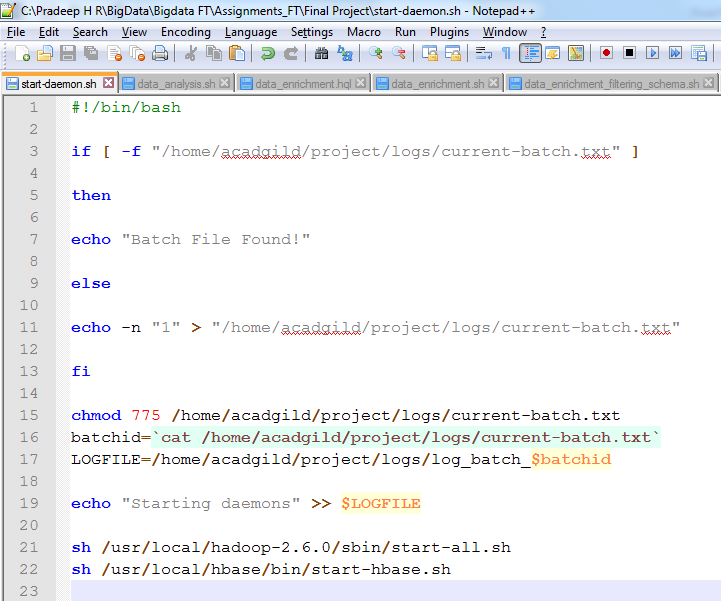 C:\Pradeep H R\BigData\Bigdata FT\Assignments_FT\Final Project\start-daemon.sh - Notepad++
File Edit Search View Encoding Language Settings Macro Run Plugins Window ?
start-daemon.sh data_analysis.sh data_enrichment.hql data_enrichment.sh data_enrichment_filtering_schema.sh
1 #!/bin/bash
2
3 if [ -f "/home/acadgild/project/logs/current-batch.txt" ]
4
5 then
6
7 echo "Batch File Found!"
8
9 else
10
11 echo -n "1" > "/home/acadgild/project/logs/current-batch.txt"
12
13 fi
14
15 chmod 775 /home/acadgild/project/logs/current-batch.txt
16 batchid=`cat /home/acadgild/project/logs/current-batch.txt`
17 LOGFILE=/home/acadgild/project/logs/log_batch_$batchid
18
19 echo "Starting daemons" >> $LOGFILE
20
21 sh /usr/local/hadoop-2.6.0/sbin/start-all.sh
22 sh /usr/local/hbase/bin/start-hbase.sh
23